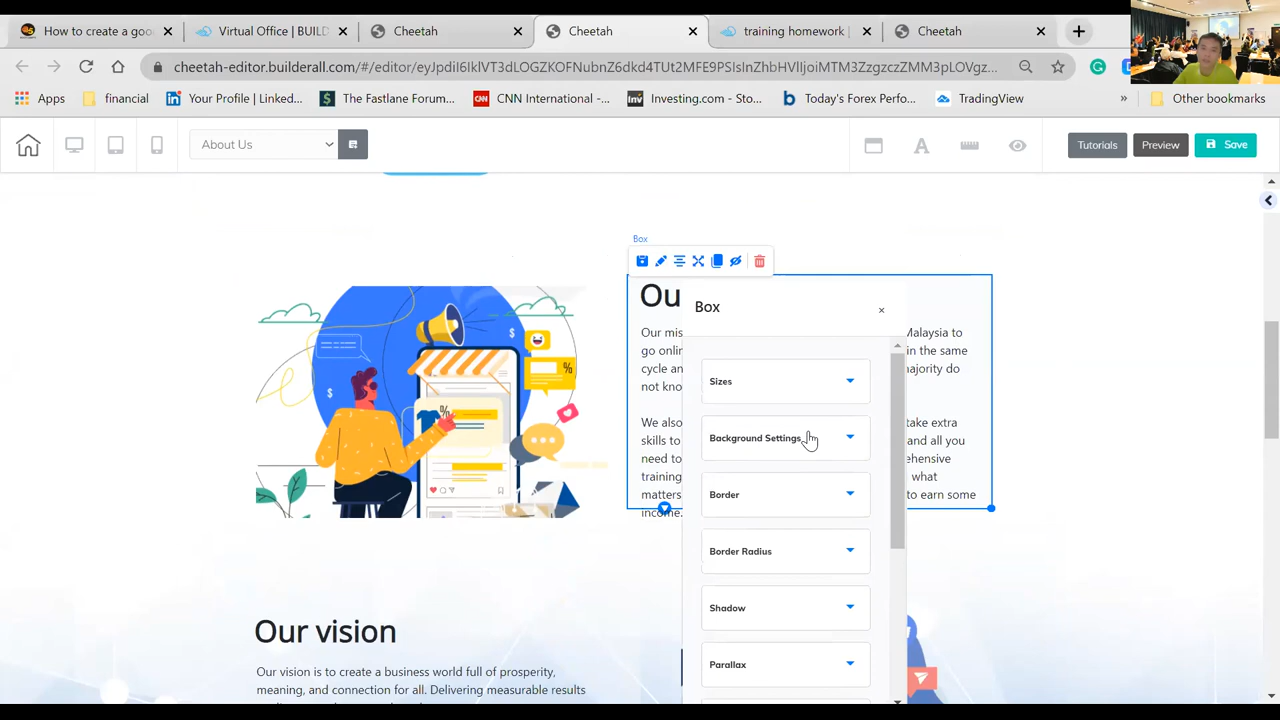 How to create a goo
Virtual Office | BUILD
Cheetah
Cheetah
training homework |
Cheetah
cheetah-editor.builderall.com/#/editor/
Apps
financial
Your Profile | Linked...
The Fastlane Forum...
CNN International -...
Investing.com - Sto...
Today's Forex Perfo...
TradingView
»
Other bookmarks
About Us
Tutorials
Preview
Save
Box
Ou
Box
Our mis
Malaysia to
go onlin
in the same
cycle an
majority do
not kno
Sizes
We also
take extra
skills to
and all you
need to
training
what
matters
to earn some
income.
Background Settings
Border
Border Radius
Shadow
Parallax
Our vision
Our vision is to create a business world full of prosperity,
meaning, and connection for all. Delivering measurable results